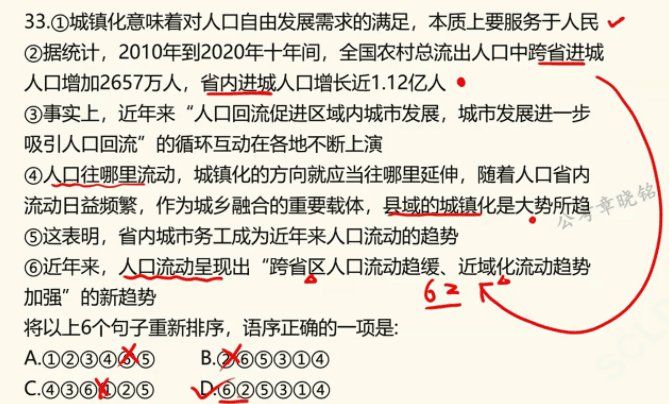 33.①城镇化意味着对人口自由发展需求的满足，本质上要服务于人民
②据统计，2010年到2020年十年间，全国农村总流出人口中跨省进城
人口增加2657万人，省内进城人口增长近1.12亿人
③事实上，近年来“人口回流促进区域内城市发展，城市发展进一步
吸引人口回流”的循环互动在各地不断上演
④人口往哪里流动，城镇化的方向就应当往哪里延伸，随着人口省内
流动日益频繁，作为城乡融合的重要载体，县域的城镇化是大势所趋
公考章晓铭
⑤这表明，省内城市务工成为近年来人口流动的趋势
⑥近年来，人口流动呈现出“跨省区人口流动趋缓、近域化流动趋势
加强”的新趋势
62
将以上6个句子重新排序，语序正确的一项是:
A.①②③④⑥⑤ B.②⑥⑤③①④
C.④③⑥①②⑤ D.⑥②⑤③①④